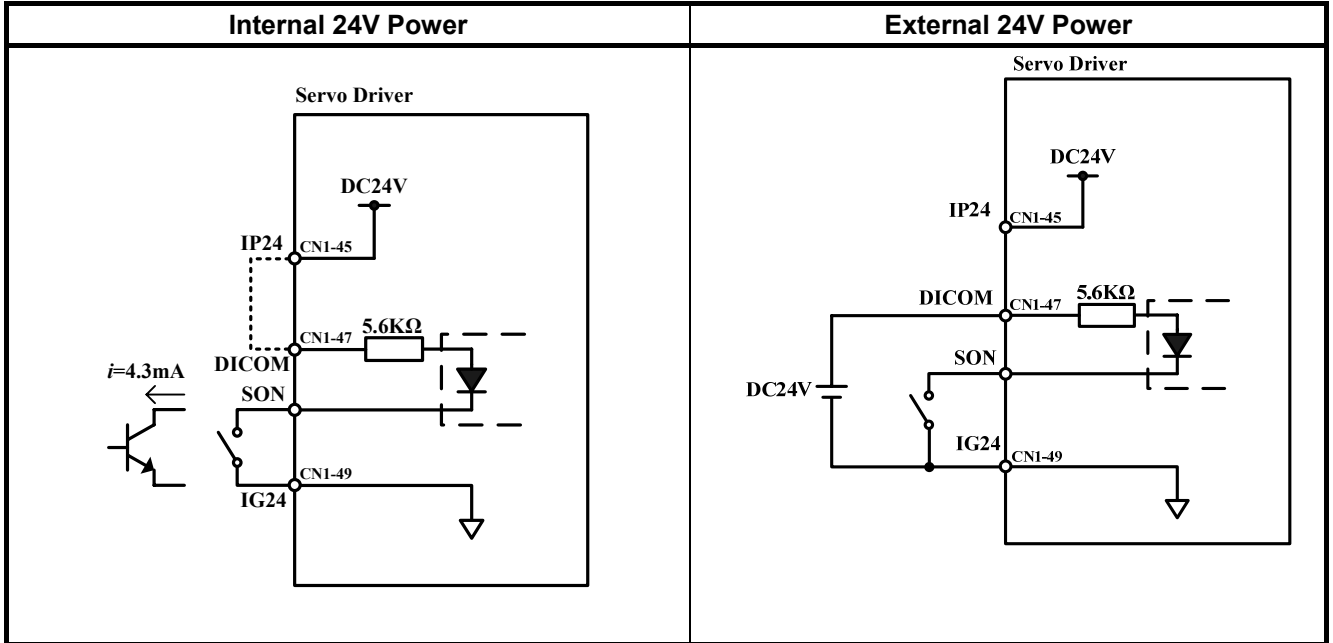 Internal 24V Power
External 24V Power
Servo Driver
DC24V
IP24
CN1-45
CN1-47
5.6KΩ
DICOM
i=4.3mA
SON
CN1-49
IG24
Servo Driver
DC24V
IP24
CN1-45
DICOM
CN1-47
5.6KΩ
SON
DC24V
IG24
CN1-49